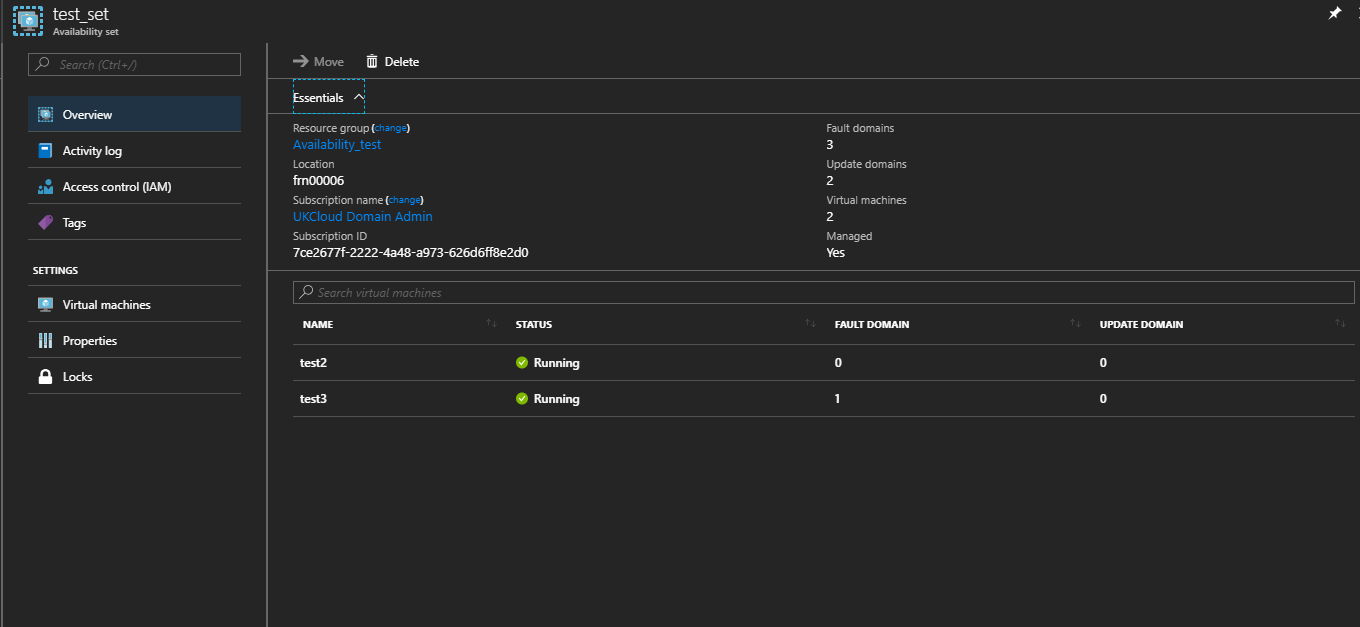 test_set
Availability set
Search (Ctrl+/)
Overview
Activity log
Access control (IAM)
Tags
SETTINGS
Virtual machines
Properties
Locks
Move Delete
Essentials
Resource group (change)
Availability_test
Location
frn00006
Subscription name (change)
UKCloud Domain Admin
Subscription ID
7ce2677f-2222-4a48-a973-626d6ff8e2d0
Fault domains
3
Update domains
2
Virtual machines
2
Managed
Yes
Search virtual machines
NAME STATUS FAULT DOMAIN UPDATE DOMAIN
test2 Running 0 0
test3 Running 1 0